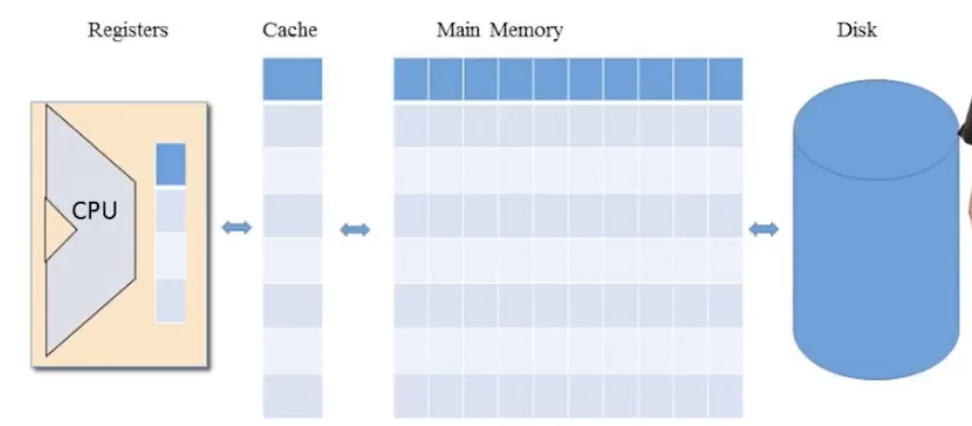 Registers
Cache
Main Memory
Disk
CPU